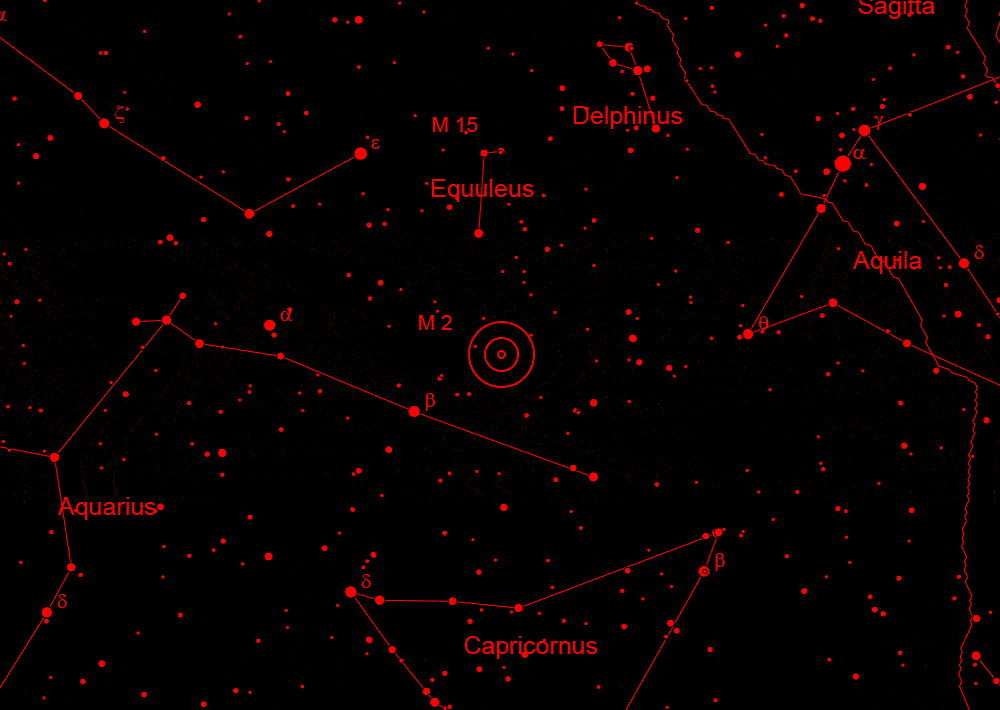 Sagitta
α
ζ
Delphinus
γ
M 15
ε
α
Equuleus
δ
Aquila
α
M 2
θ
β
Aquarius
β
δ
δ
Capricornus